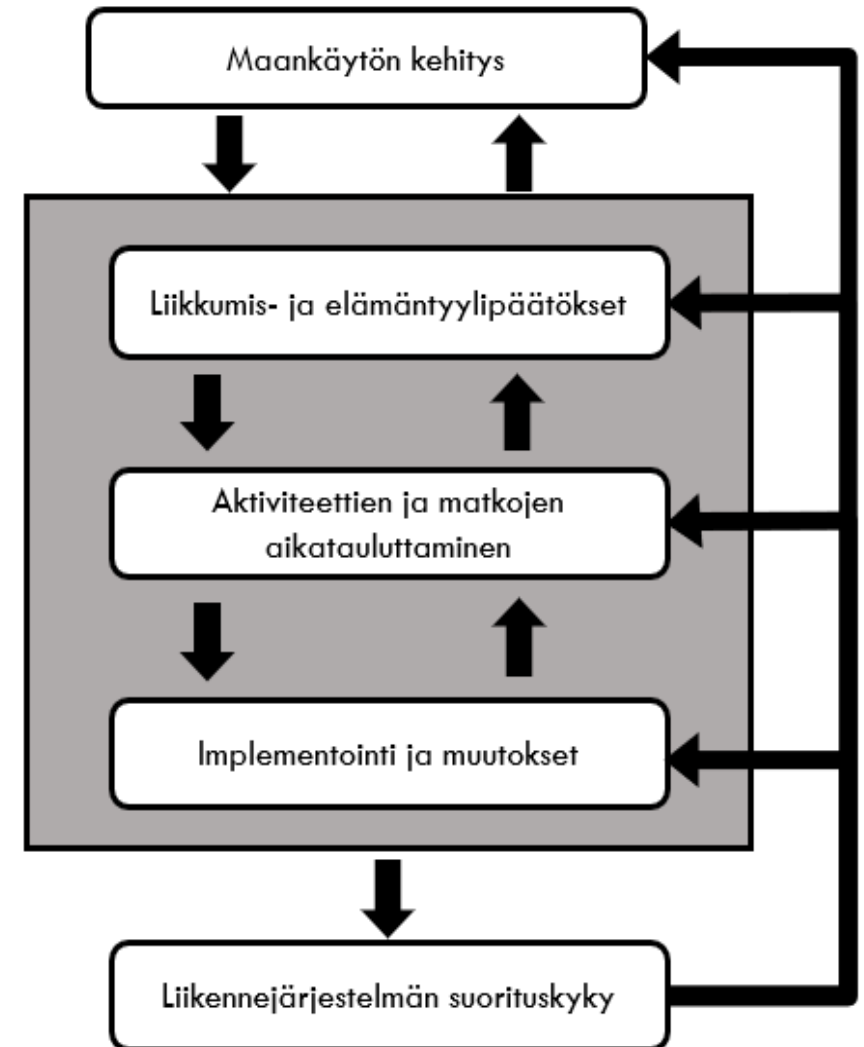 Maankäytön kehitys
Liikkumis- ja elämäntyylipäätökset
Aktiviteettien ja matkojen
aikatauluttaminen
Implementointi ja muutokset
Liikennejärjestelmän suorituskyky